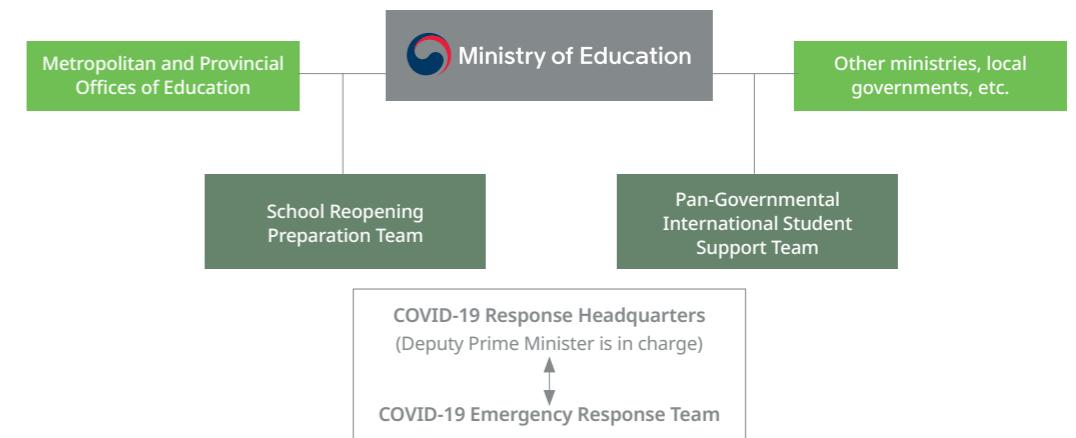 Ministry of Education
Metropolitan and Provincial
Offices of Education
Other ministries, local
governments, etc.
School Reopening
Preparation Team
Pan-Governmental
International Student
Support Team
COVID-19 Response Headquarters
(Deputy Prime Minister is in charge)
COVID-19 Emergency Response Team